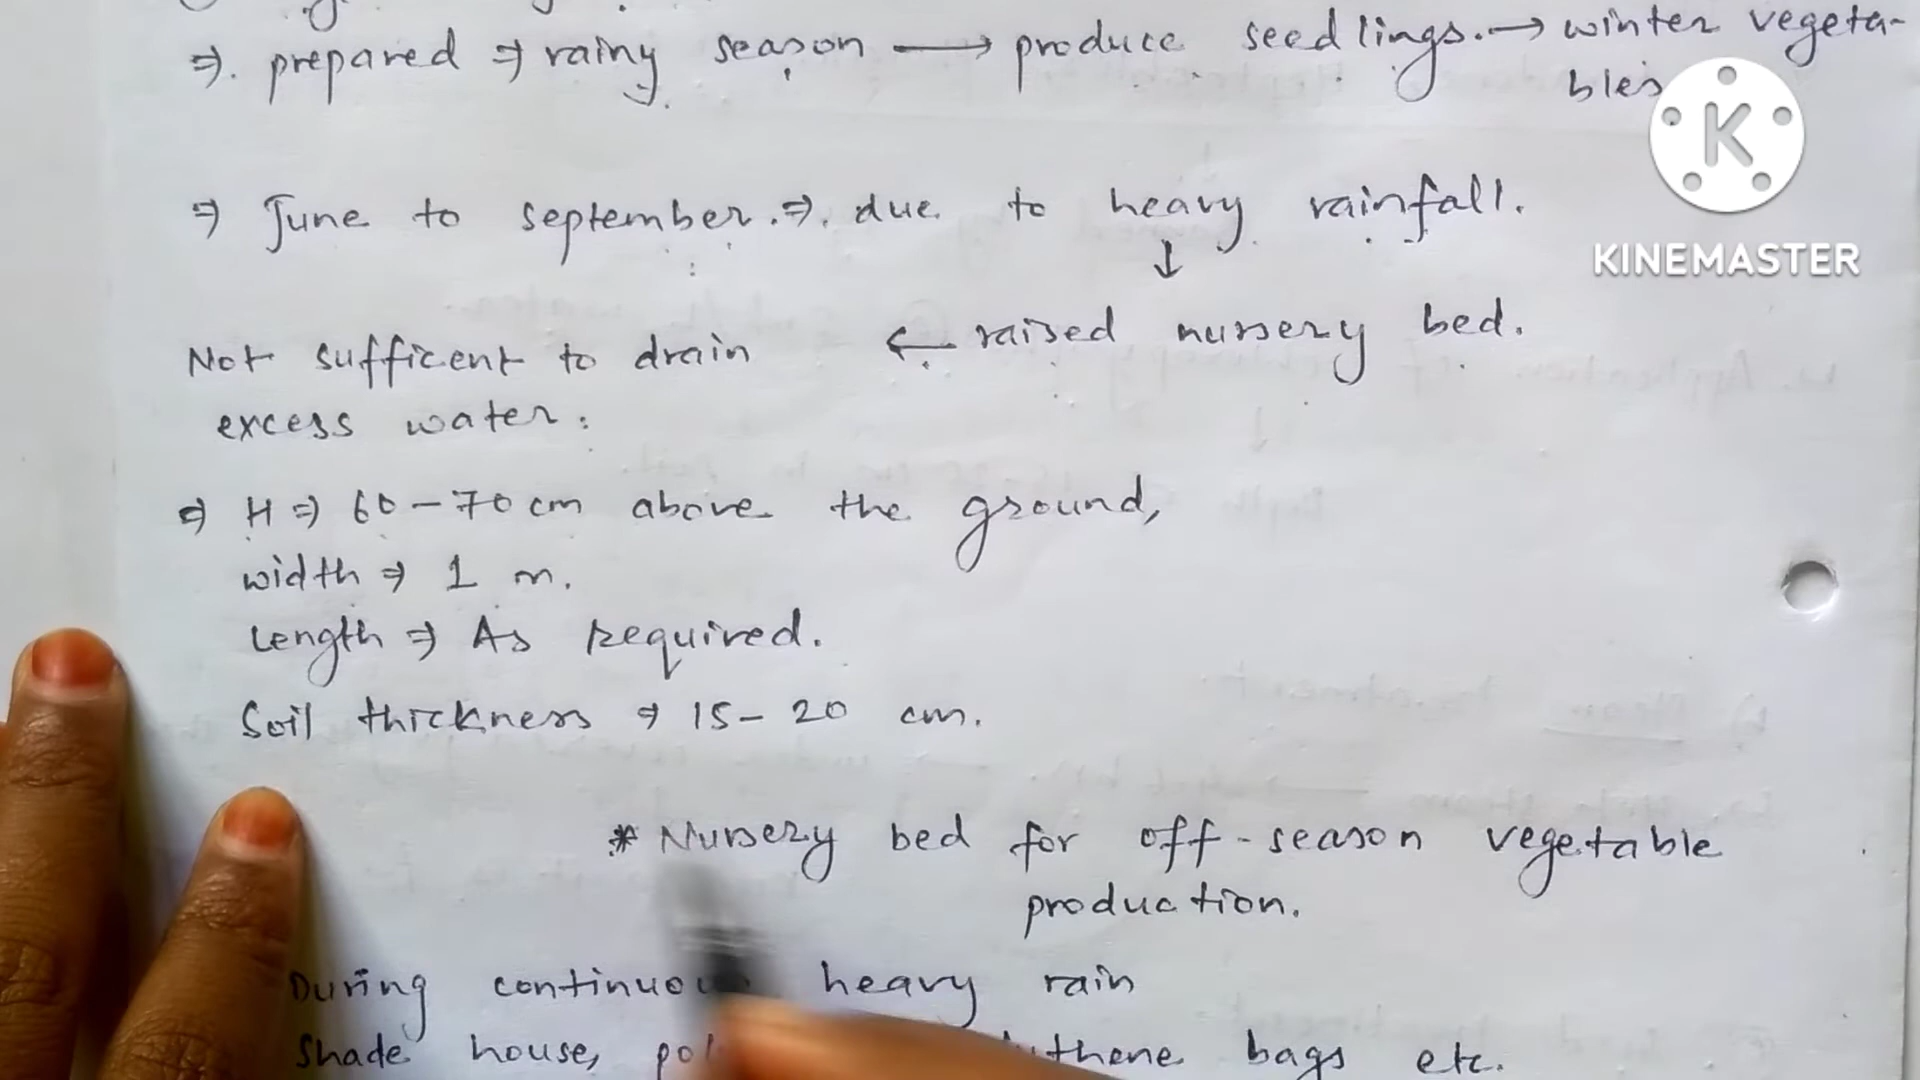 ⇒. prepared ⇒ rainy season ⟶ produce seedlings. → winter vegeta-
bles
⇒ June to september. ⇒. due to heavy rainfall.
↓
Not sufficent to drain ← raised nursery bed.
excess water:
⇒ H ⇒ 60-70 cm above the ground,
width ⇒ 1 m.
Length ⇒ As required.
Soil thickness ⇒ 15-20 cm.
* Nursery bed for off-season vegetable
production.
During heavy rain
Shade house, bags etc.
K
KINEMASTER